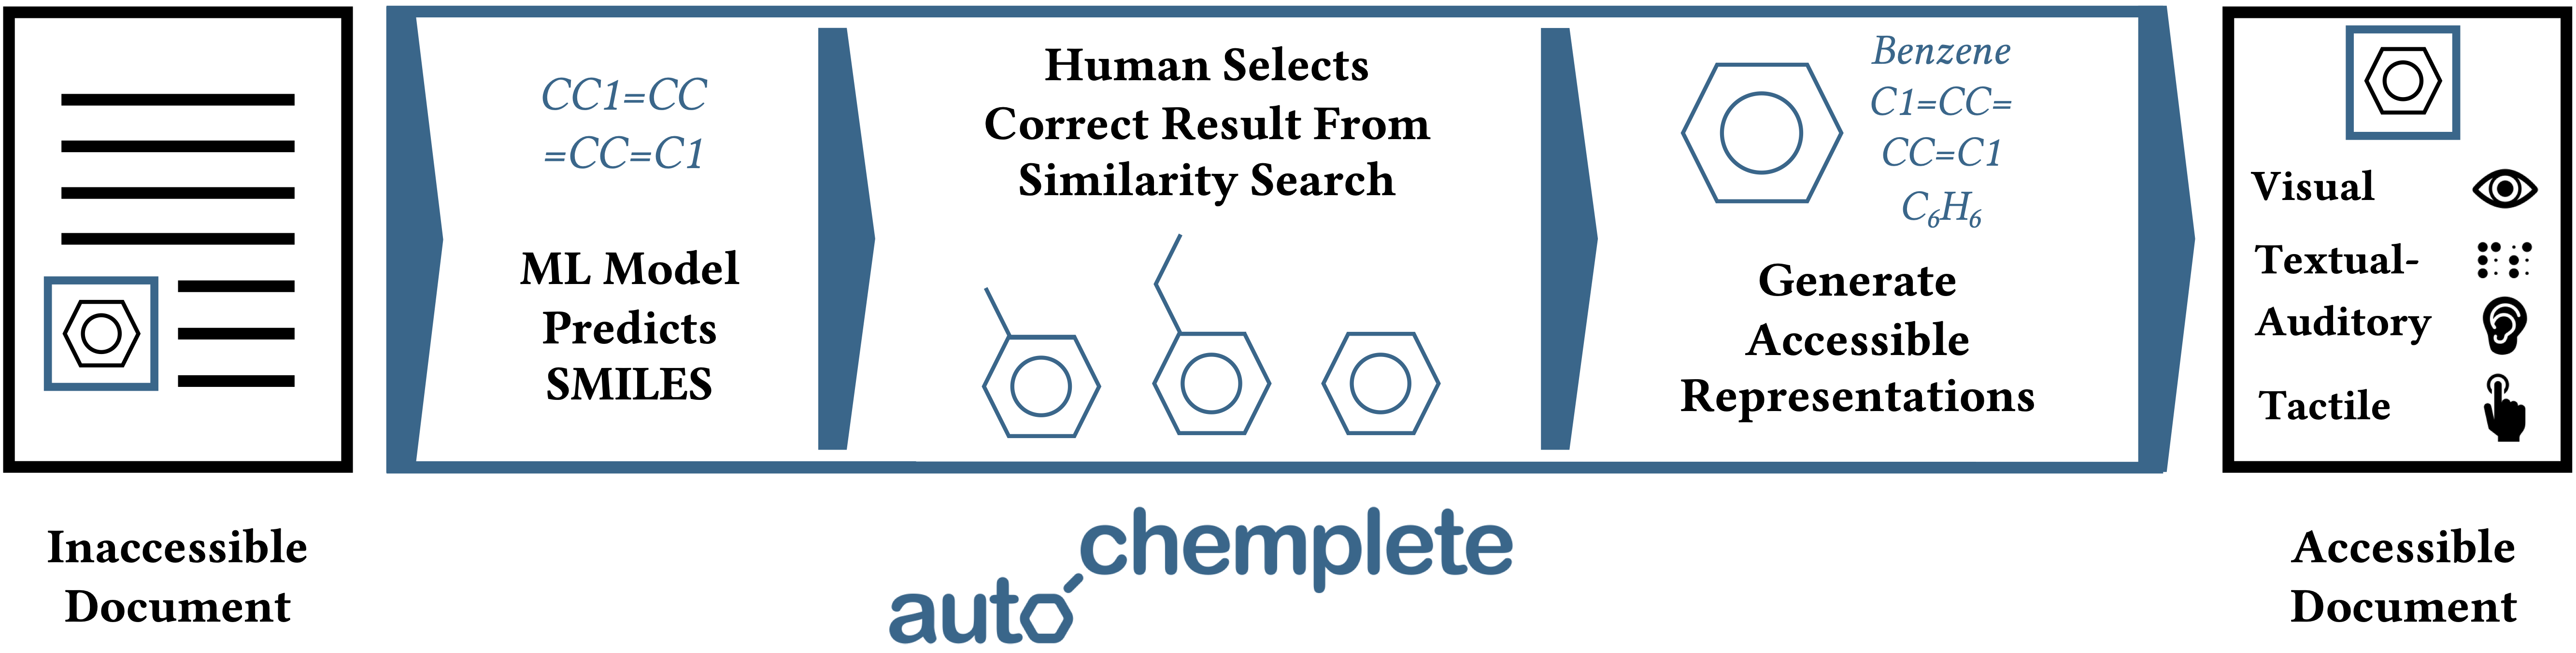 Inaccessible
Document
CC1=CC
=CC=C1
ML Model
Predicts
SMILES
Human Selects
Correct Result From
Similarity Search
Benzene
C1=CC=
CC=C1
C₆H₆
Generate
Accessible
Representations
autochemplete
Visual
Textual-
Auditory
Tactile
Accessible
Document